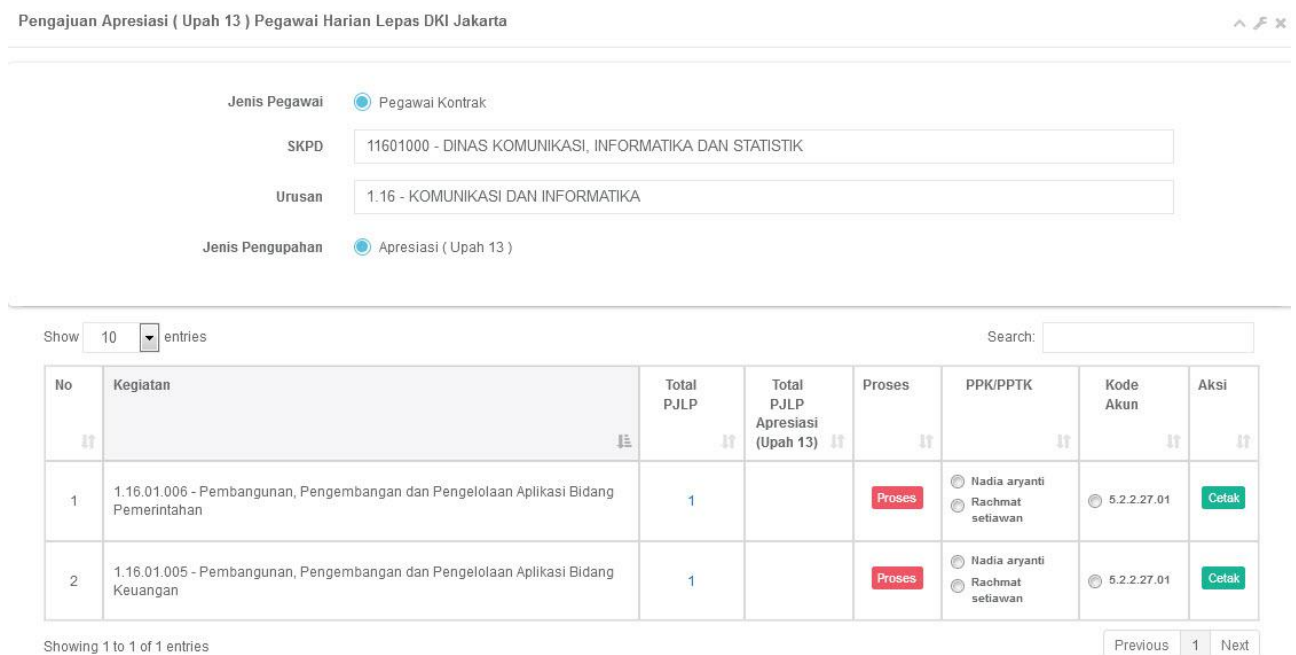 Pengajuan Apresiasi ( Upah 13 ) Pegawai Harian Lepas DKI Jakarta
Jenis Pegawai Pegawai Kontrak
SKPD 11601000 - DINAS KOMUNIKASI, INFORMATIKA DAN STATISTIK
Urusan 1.16 - KOMUNIKASI DAN INFORMATIKA
Jenis Pengupahan Apresiasi ( Upah 13 )
Show 10 entries Search:
No Kegiatan Total PJLP Total PJLP Apresiasi (Upah 13) Proses PPK/PPTK Kode Akun Aksi
1 1.16.01.006 - Pembangunan, Pengembangan dan Pengelolaan Aplikasi Bidang Pemerintahan 1 Proses Nadia aryanti Rachmat setiawan 5.2.2.27.01 Cetak
2 1.16.01.005 - Pembangunan, Pengembangan dan Pengelolaan Aplikasi Bidang Keuangan 1 Proses Nadia aryanti Rachmat setiawan 5.2.2.27.01 Cetak
Showing 1 to 1 of 1 entries Previous 1 Next